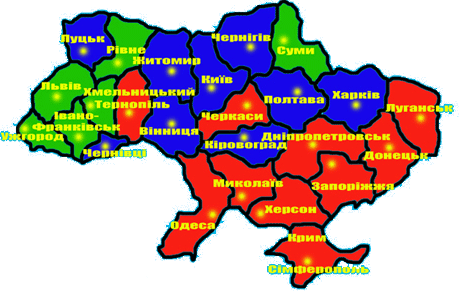 Луцьк
Рівне
Житомир
Чернігів
Суми
Київ
Львів
Хмельницький
Тернопіль
Івано-
Франківськ
Ужгород
Чернівці
Вінниця
Черкаси
Полтава
Харків
Луганськ
Кіровоград
Дніпропетровськ
Донецьк
Миколаїв
Запоріжжя
Херсон
Одеса
Крим
Сімферополь